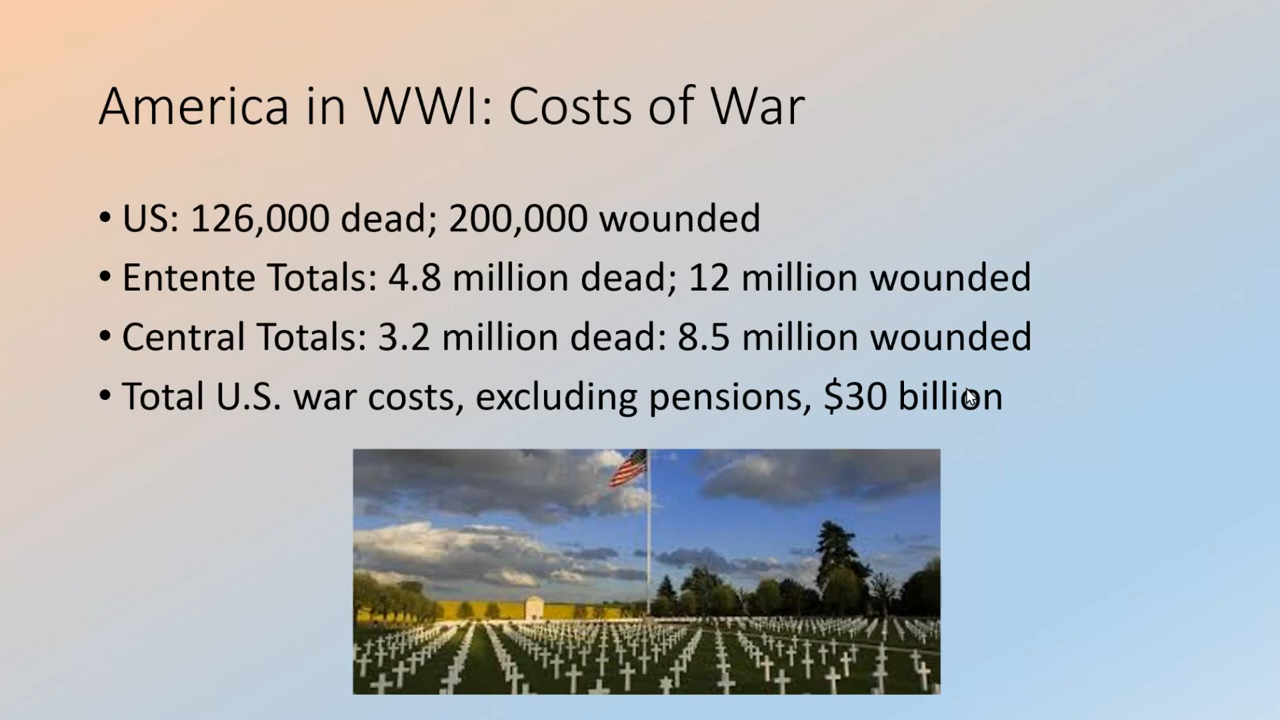 America in WWI: Costs of War
• US: 126,000 dead; 200,000 wounded
• Entente Totals: 4.8 million dead; 12 million wounded
• Central Totals: 3.2 million dead: 8.5 million wounded
• Total U.S. war costs, excluding pensions, $30 billion